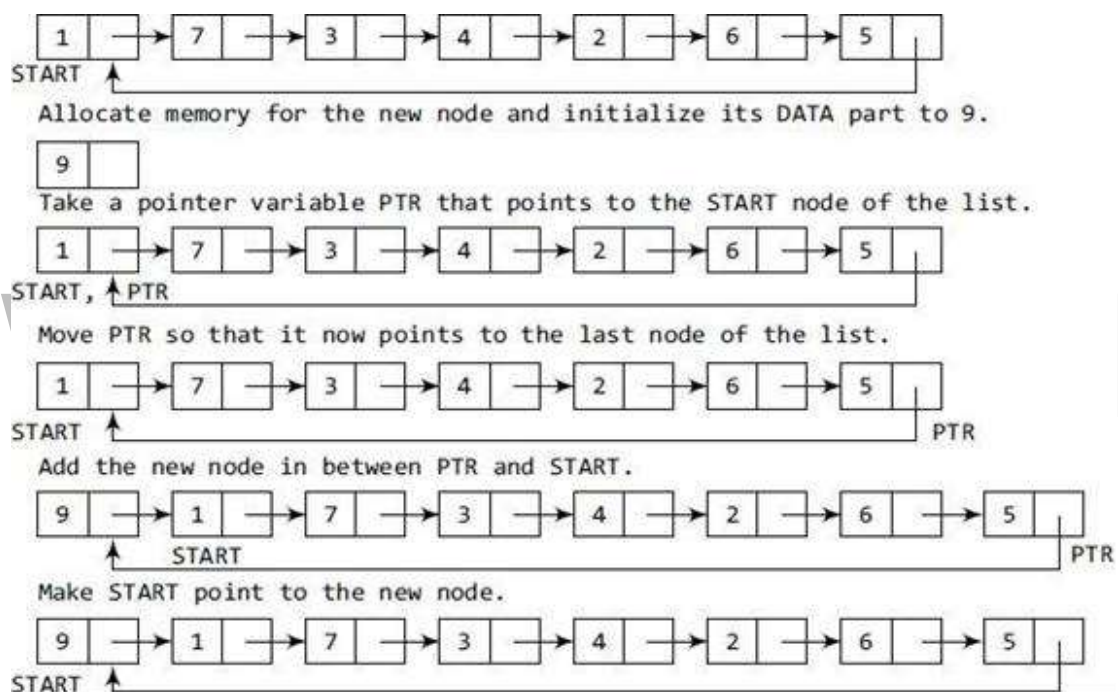 1 7 3 4 2 6 5
START
Allocate memory for the new node and initialize its DATA part to 9.
9
Take a pointer variable PTR that points to the START node of the list.
1 7 3 4 2 6 5
START, PTR
Move PTR so that it now points to the last node of the list.
1 7 3 4 2 6 5
START PTR
Add the new node in between PTR and START.
9 1 7 3 4 2 6 5
START PTR
Make START point to the new node.
9 1 7 3 4 2 6 5
START